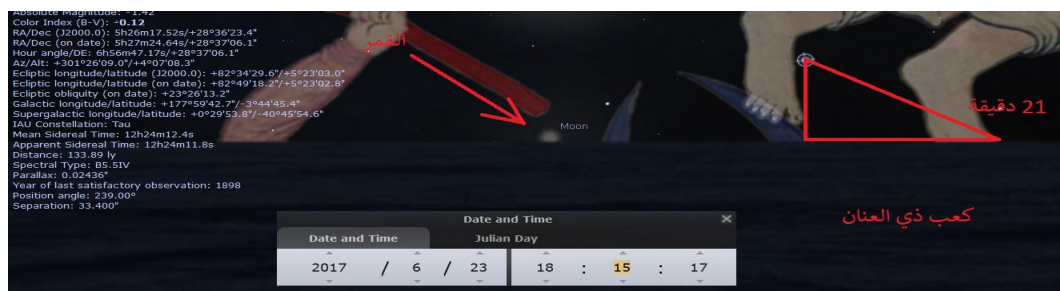 Absolute Magnitude: -1.42
Color Index (B-V): -0.12
RA/Dec (J2000.0): 5h26m17.52s/+28°36'23.4"
RA/Dec (on date): 5h27m24.64s/+28°37'06.1"
Hour angle/DE: 6h56m47.17s/+28°37'06.1"
Az/Alt: +301°26'09.0"/+4°07'08.3"
Ecliptic longitude/latitude (J2000.0): +82°34'29.6"/+5°23'03.0"
Ecliptic longitude/latitude (on date): +82°49'18.2"/+5°23'02.8"
Ecliptic obliquity (on date): +23°26'13.2"
Galactic longitude/latitude: +177°59'42.7"/-3°44'45.4"
Supergalactic longitude/latitude: +0°29'53.8"/-40°45'54.6"
IAU Constellation: Tau
Mean Sidereal Time: 12h24m12.4s
Apparent Sidereal Time: 12h24m11.8s
Distance: 133.89 ly
Spectral Type: B5.5IV
Parallax: 0.02436"
Year of last satisfactory observation: 1898
Position angle: 239.00°
Separation: 33.400"
القمر
Moon
21 دقيقة
كعب ذي العنان
Date and Time ×
Date and Time Julian Day
2017 / 6 / 23 18 : 15 : 17